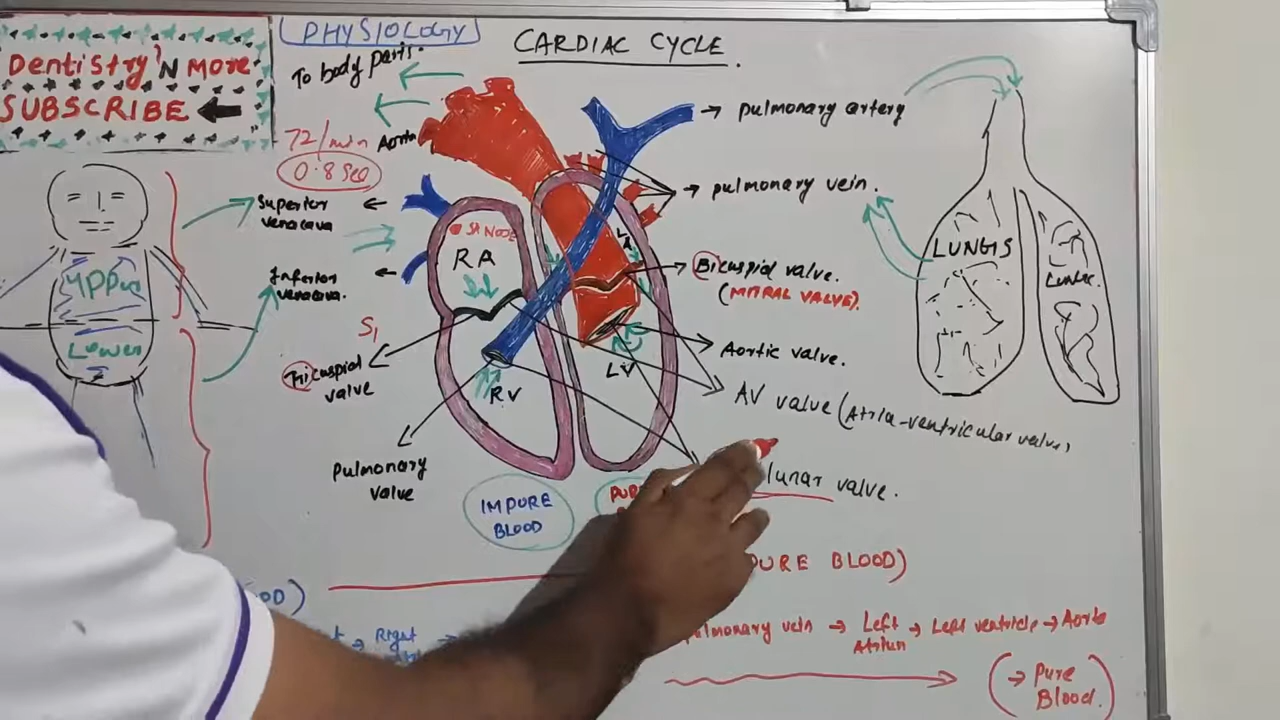 Dentistry'N More
SUBSCRIBE
PHYSIOLOGY
CARDIAC CYCLE.
To body parts.
72/min
0.8 Sec
Aorta
pulmonary artery
pulmonary vein.
Superior
venacava
Inferior
venacava.
SA NODE
RA
LA
Bicuspid valve.
(MITRAL VALVE).
LUNGS
Lungs.
Upper
Lower
S1
Tricuspid
valve
RV
LV
Aortic valve.
AV valve (Atria-ventricular valve)
Pulmonary
valve
lunar valve.
IMPURE
BLOOD
PURE BLOOD)
Right
pulmonary vein → Left
Atrium → Left ventricle → Aorta
(→ Pure
Blood.)